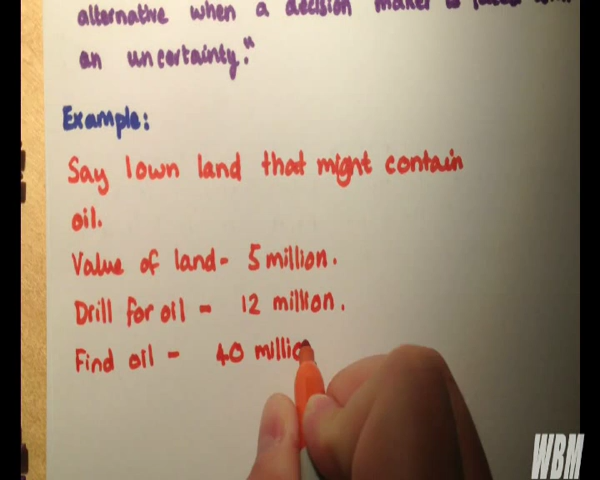 alternative when a decision maker is faced with
an uncertainty."
Example:
Say I own land that might contain
oil.
Value of land- 5 million.
Drill for oil - 12 million.
Find oil - 40 millio
WBM